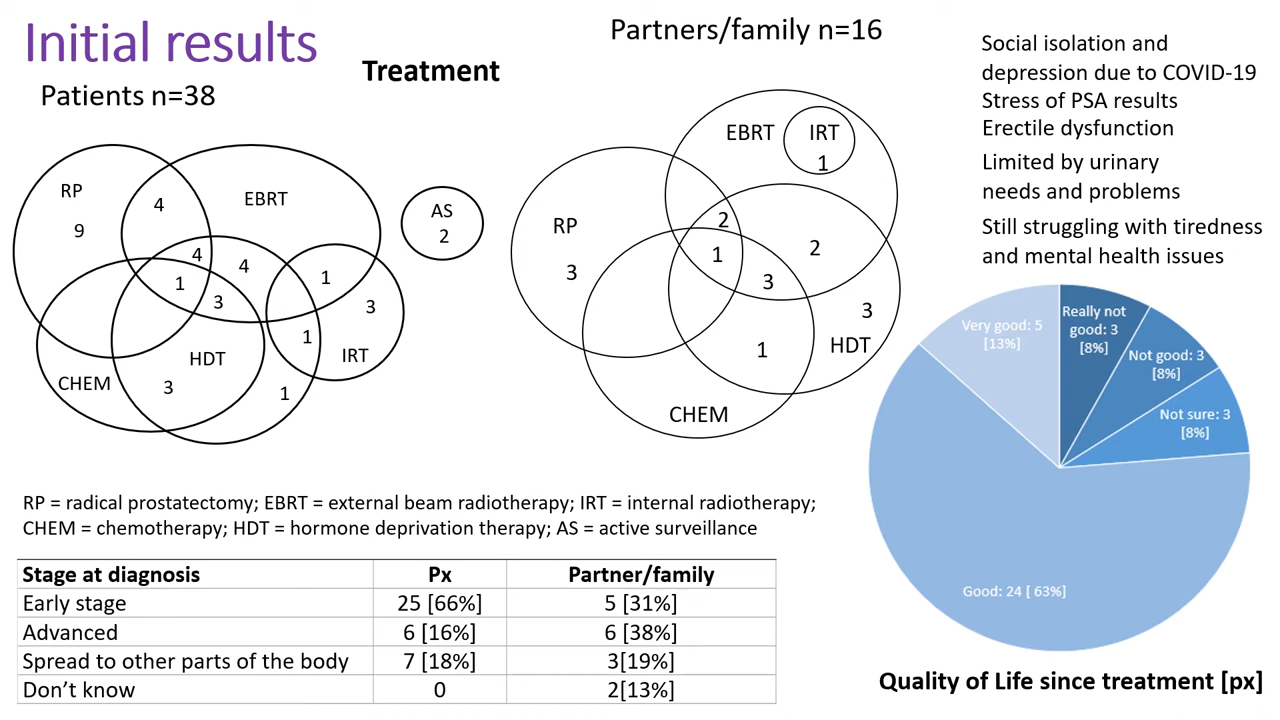 Initial results
Patients n=38
Treatment
Partners/family n=16
RP
9
4
EBRT
4
4
1
3
1
3
1
IRT
HDT
CHEM
3
1
AS
2
EBRT
IRT
1
RP
3
2
1
2
3
3
HDT
1
CHEM
Social isolation and
depression due to COVID-19
Stress of PSA results
Erectile dysfunction
Limited by urinary
needs and problems
Still struggling with tiredness
and mental health issues
Very good: 5
[13%]
Really not
good: 3
[8%]
Not good: 3
[8%]
Not sure: 3
[8%]
Good: 24 [ 63%]
Quality of Life since treatment [px]
RP = radical prostatectomy; EBRT = external beam radiotherapy; IRT = internal radiotherapy;
CHEM = chemotherapy; HDT = hormone deprivation therapy; AS = active surveillance
Stage at diagnosis Px Partner/family
Early stage 25 [66%] 5 [31%]
Advanced 6 [16%] 6 [38%]
Spread to other parts of the body 7 [18%] 3[19%]
Don’t know 0 2[13%]